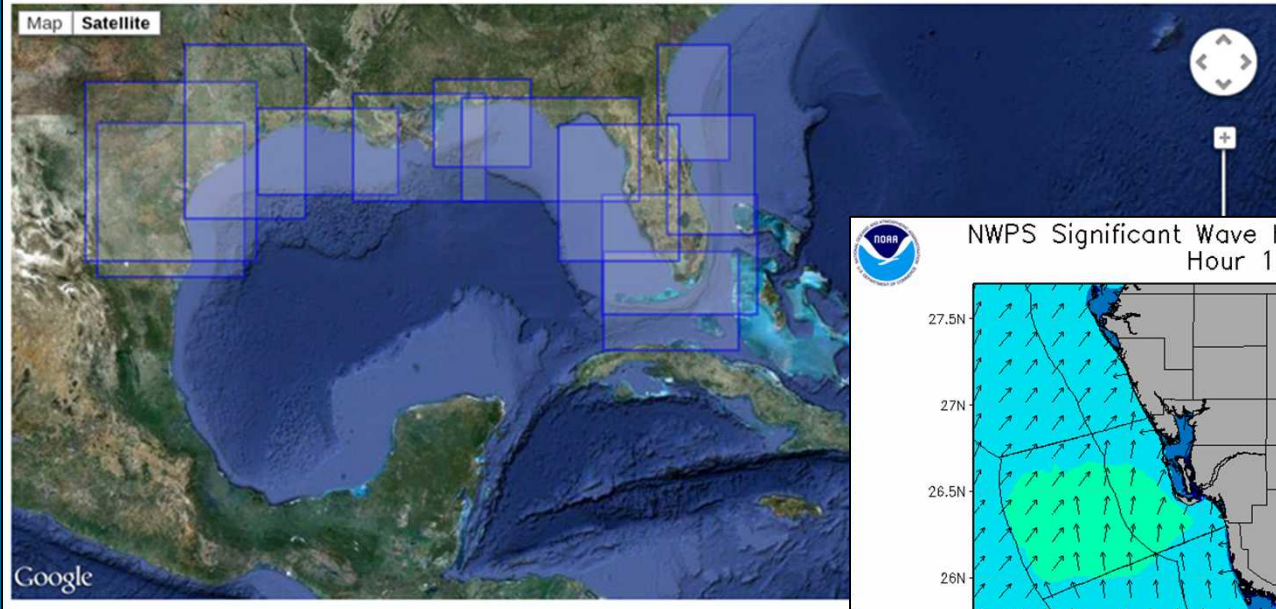 Map Satellite
+
Google
NOAA
NWPS Significant Wave
Hour 1
27.5N
27N
26.5N
26N